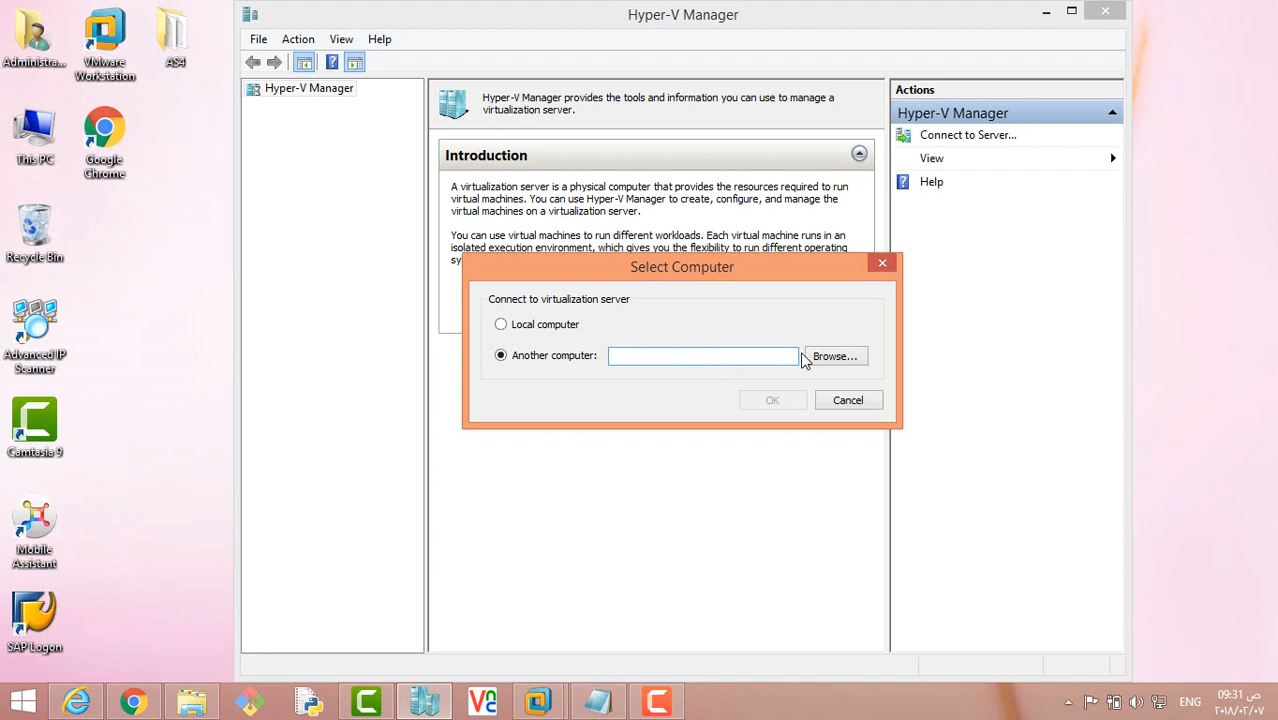 Hyper-V Manager
File Action View Help
Hyper-V Manager
Hyper-V Manager provides the tools and information you can use to manage a
virtualization server.
Introduction
A virtualization server is a physical computer that provides the resources required to run
virtual machines. You can use Hyper-V Manager to create, configure, and manage the
virtual machines on a virtualization server.
You can use virtual machines to run different workloads. Each virtual machine runs in an
isolated execution environment, which gives you the flexibility to run different operating
Select Computer
Connect to virtualization server
Local computer
Another computer:
Browse...
OK
Cancel
Actions
Hyper-V Manager
Connect to Server...
View
Help
Administra...
VMware
Workstation
AS4
This PC
Google
Chrome
Recycle Bin
Advanced IP
Scanner
Camtasia 9
Mobile
Assistant
SAP Logon
ENG
09:31 ص
٢٠١٨/٠٢/٠٧